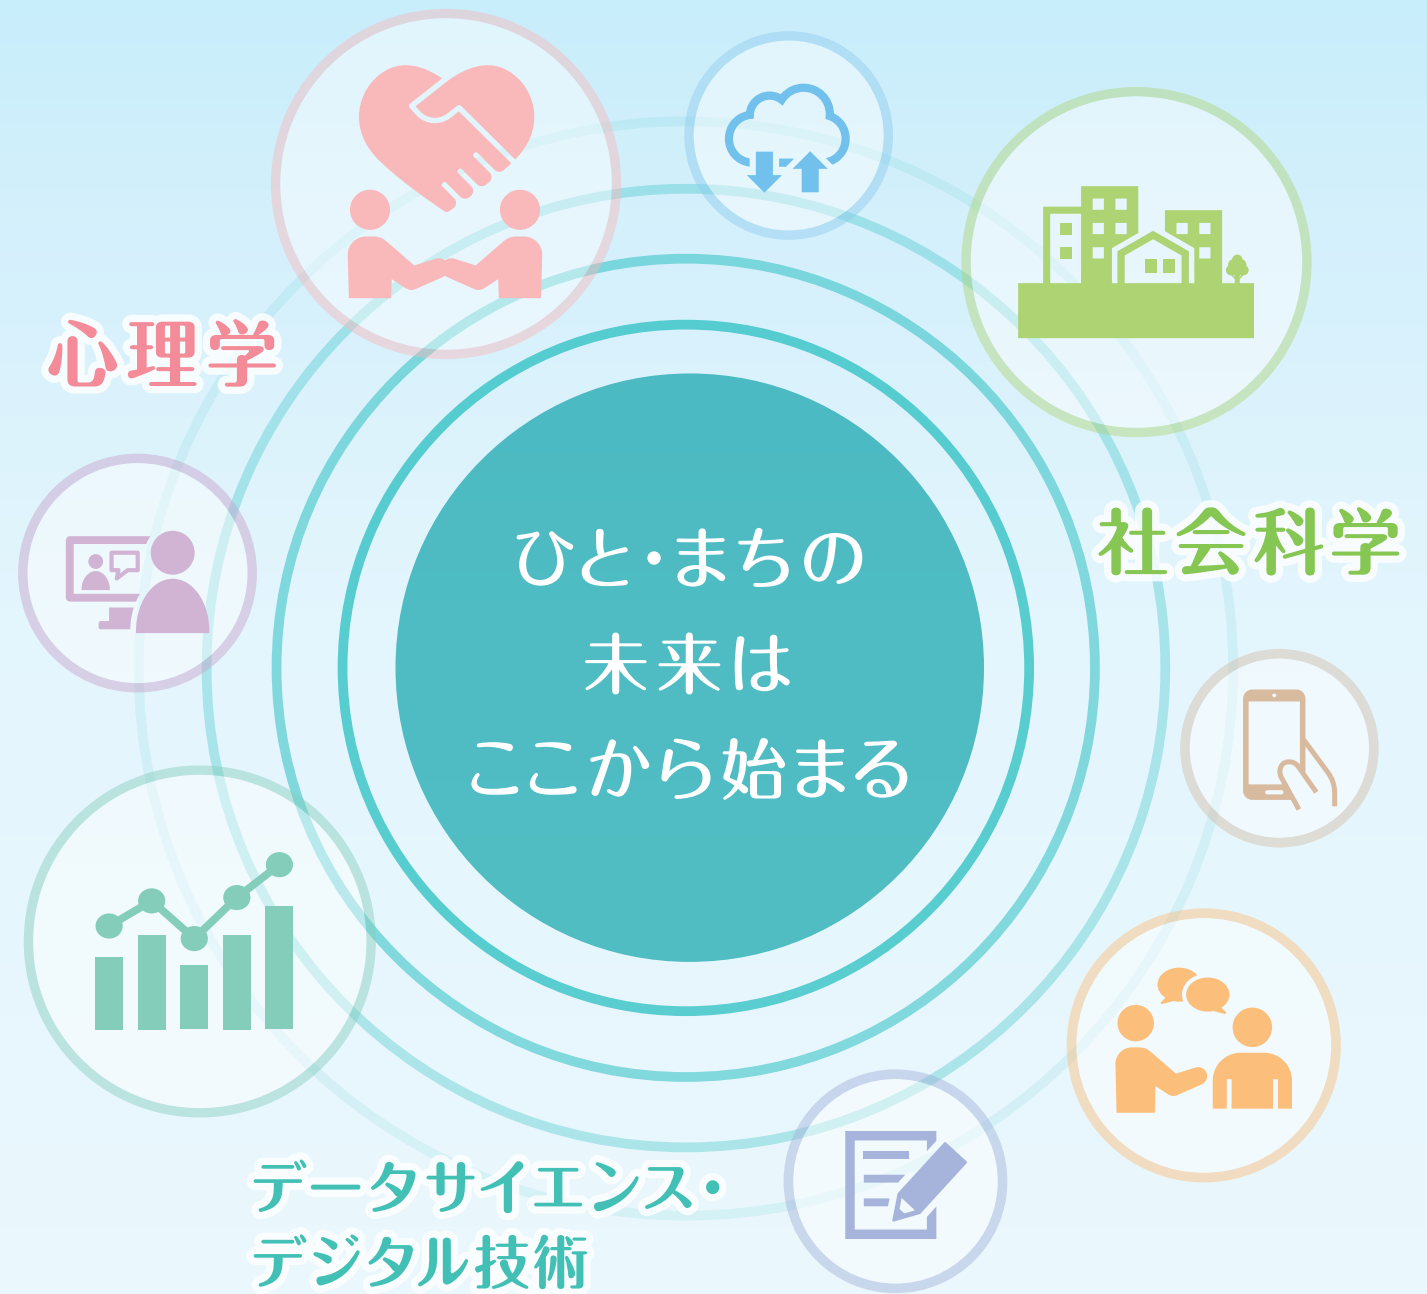 心理学
社会科学
ひと・まちの
未来は
ここから始まる
データサイエンス・
デジタル技術